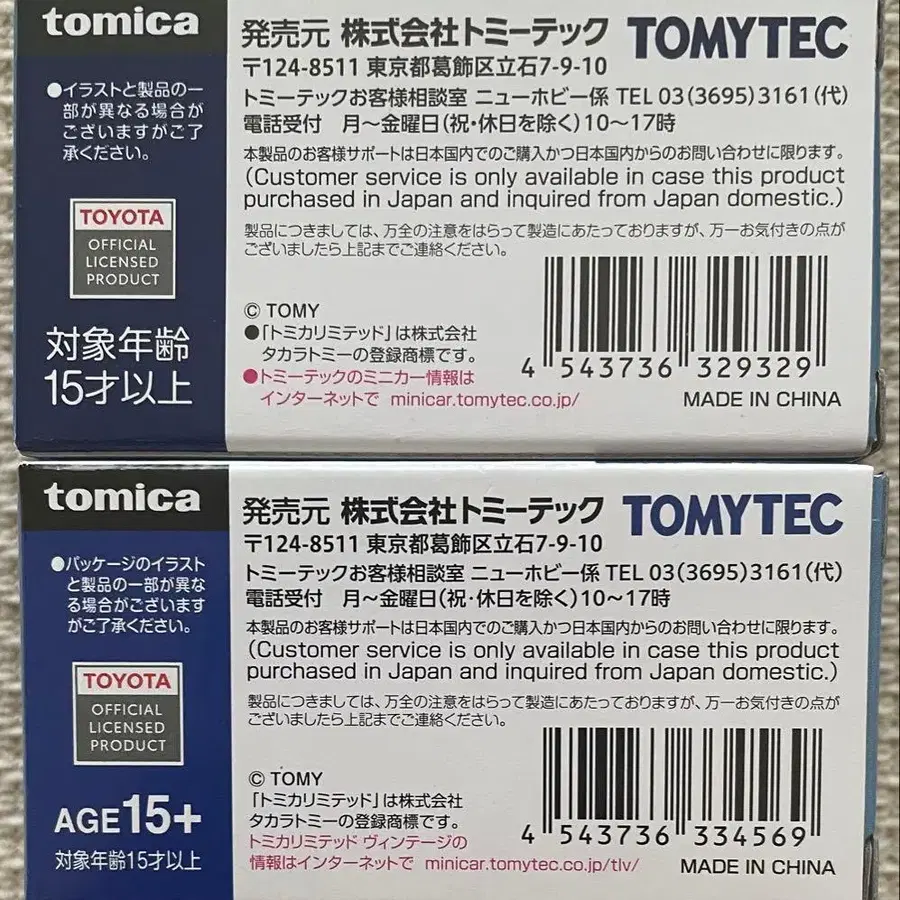 tomica
●イラストと製品の一
部が異なる場合が
ございますがご了
承ください。
TOYOTA
OFFICIAL
LICENSED
PRODUCT
対象年齢
15才以上
発売元 株式会社トミーテック TOMYTEC
〒124-8511 東京都葛飾区立石7-9-10
トミーテックお客様相談室 ニューホビー係 TEL 03(3695)3161(代)
電話受付 月〜金曜日(祝・休日を除く)10〜17時
本製品のお客様サポートは日本国内でのご購入かつ日本国内からのお問い合わせに限ります。
(Customer service is only available in case this product
purchased in Japan and inquired from Japan domestic.)
製品につきましては、万全の注意をはらって製造にあたっておりますが、万一お気付きの点が
ございましたら上記までご連絡ください。
© TOMY
●「トミカリミテッド」は株式会社
タカラトミーの登録商標です。
●トミーテックのミニカー情報は
インターネットで minicar.tomytec.co.jp/
4 543736 329329
MADE IN CHINA
tomica
●パッケージのイラスト
と製品の一部が異な
る場合がございます
がご了承ください。
TOYOTA
OFFICIAL
LICENSED
PRODUCT
AGE15+
対象年齢15才以上
発売元 株式会社トミーテック TOMYTEC
〒124-8511 東京都葛飾区立石7-9-10
トミーテックお客様相談室 ニューホビー係 TEL 03(3695)3161(代)
電話受付 月〜金曜日(祝・休日を除く)10〜17時
本製品のお客様サポートは日本国内でのご購入かつ日本国内からのお問い合わせに限ります。
(Customer service is only available in case this product
purchased in Japan and inquired from Japan domestic.)
製品につきましては、万全の注意をはらって製造にあたっておりますが、万一お気付きの点が
ございましたら上記までご連絡ください。
© TOMY
「トミカリミテッド」は株式会社
タカラトミーの登録商標です。
トミカリミテッド ヴィンテージの
情報はインターネットで minicar.tomytec.co.jp/tlv/
4 543736 334569
MADE IN CHINA